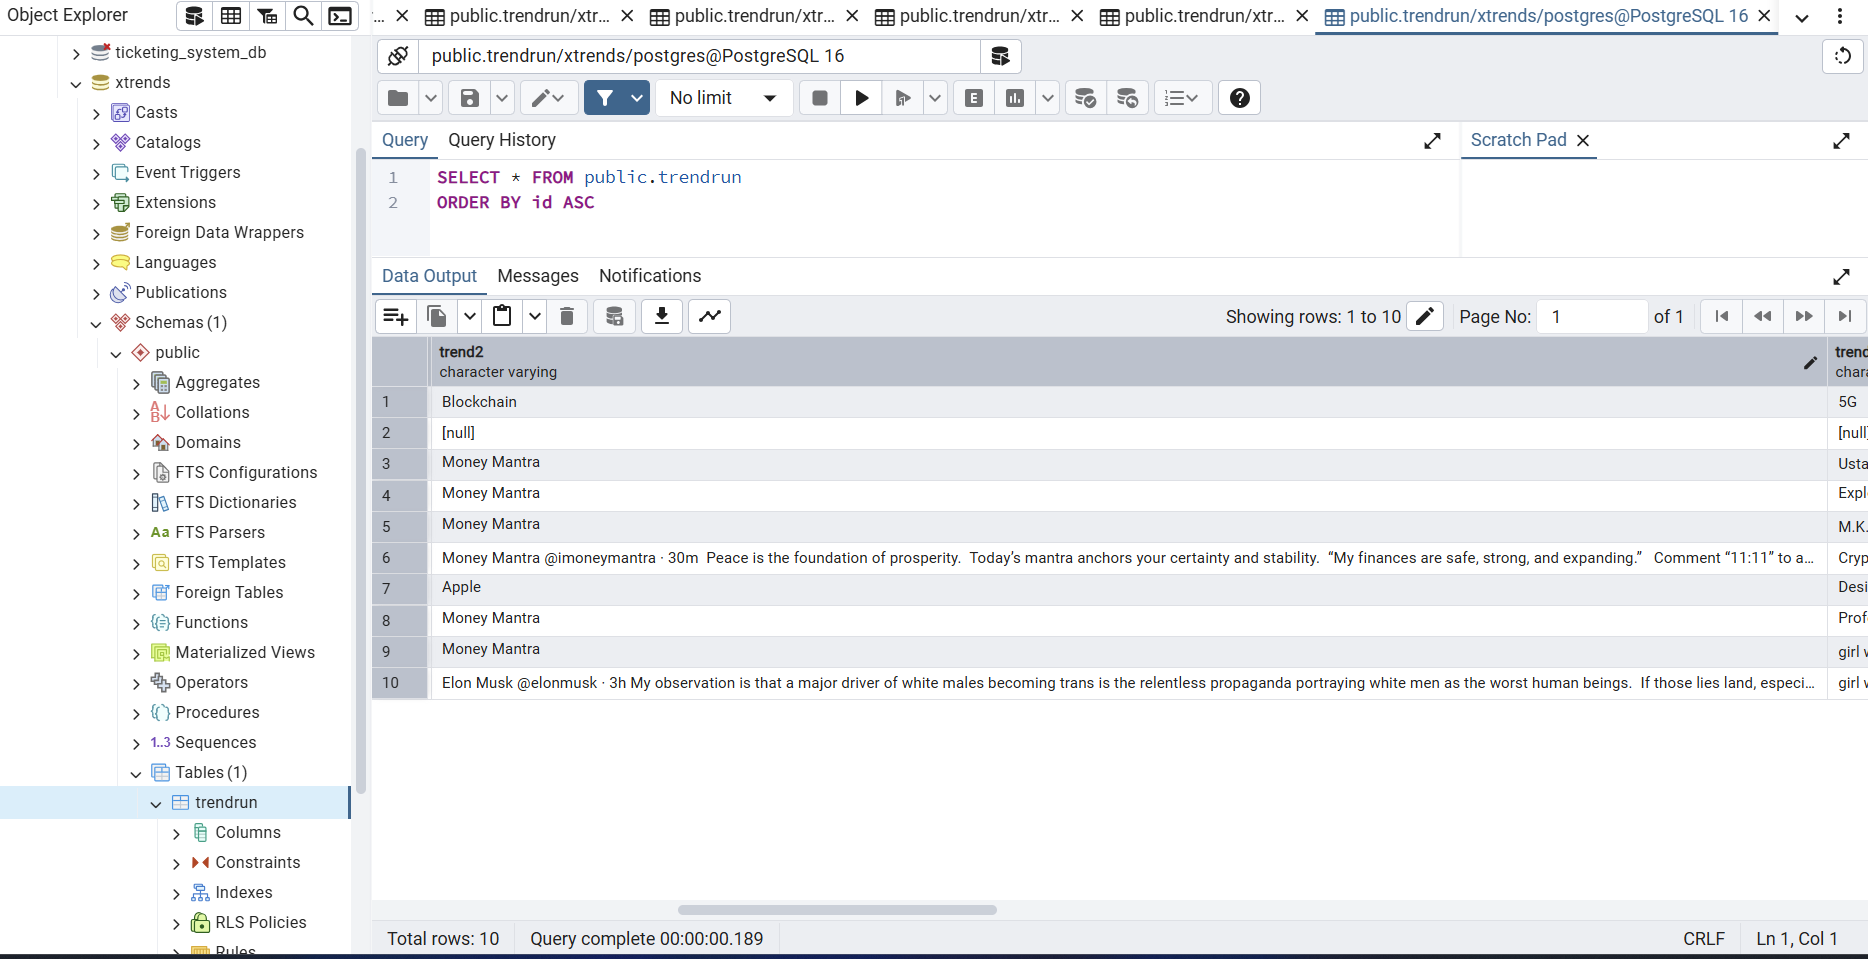 Object Explorer
ticketing_system_db
xtrends
Casts
Catalogs
Event Triggers
Extensions
Foreign Data Wrappers
Languages
Publications
Schemas (1)
public
Aggregates
Collations
Domains
FTS Configurations
FTS Dictionaries
Aa FTS Parsers
FTS Templates
Foreign Tables
Functions
Materialized Views
Operators
Procedures
1..3 Sequences
Tables (1)
trendrun
Columns
Constraints
Indexes
RLS Policies
Rules
... public.trendrun/xtr... public.trendrun/xtr... public.trendrun/xtr... public.trendrun/xtr... public.trendrun/xtrends/postgres@PostgreSQL 16
public.trendrun/xtrends/postgres@PostgreSQL 16
No limit
E
Query Query History
Scratch Pad
1 SELECT * FROM public.trendrun
2 ORDER BY id ASC
Data Output Messages Notifications
Showing rows: 1 to 10 Page No: 1 of 1
trend2 trend
character varying char
1 Blockchain 5G
2 [null] [null]
3 Money Mantra Usta
4 Money Mantra Expl
5 Money Mantra M.K.
6 Money Mantra @imoneymantra · 30m Peace is the foundation of prosperity. Today’s mantra anchors your certainty and stability. “My finances are safe, strong, and expanding.” Comment “11:11” to a... Cryp
7 Apple Desi
8 Money Mantra Prof
9 Money Mantra girl w
10 Elon Musk @elonmusk · 3h My observation is that a major driver of white males becoming trans is the relentless propaganda portraying white men as the worst human beings. If those lies land, especi... girl w
Total rows: 10 Query complete 00:00:00.189 CRLF Ln 1, Col 1